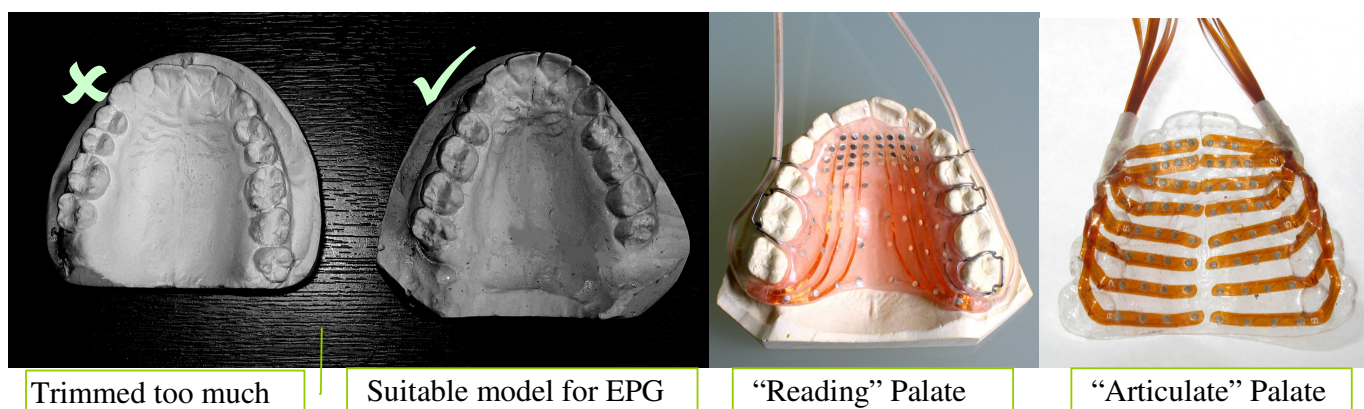 Trimmed too much
Suitable model for EPG
“Reading” Palate
“Articulate” Palate